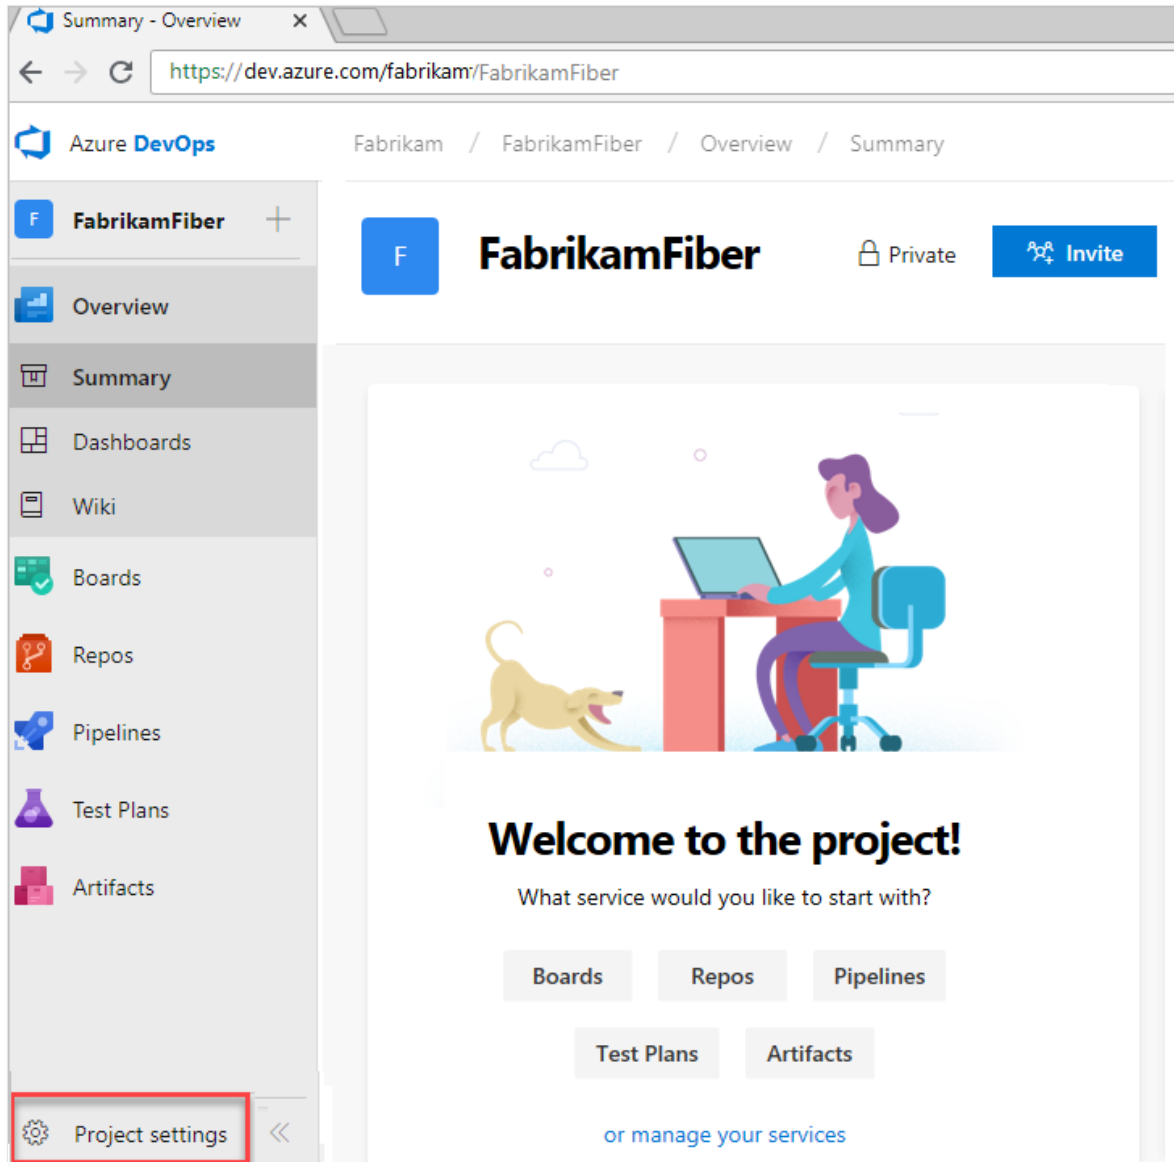 Summary - Overview
https://dev.azure.com/fabrikam/FabrikamFiber
Azure DevOps
Fabrikam / FabrikamFiber / Overview / Summary
F FabrikamFiber
F FabrikamFiber Private Invite
Overview
Summary
Dashboards
Wiki
Boards
Repos
Pipelines
Test Plans
Artifacts
Project settings
Welcome to the project!
What service would you like to start with?
Boards Repos Pipelines
Test Plans Artifacts
or manage your services